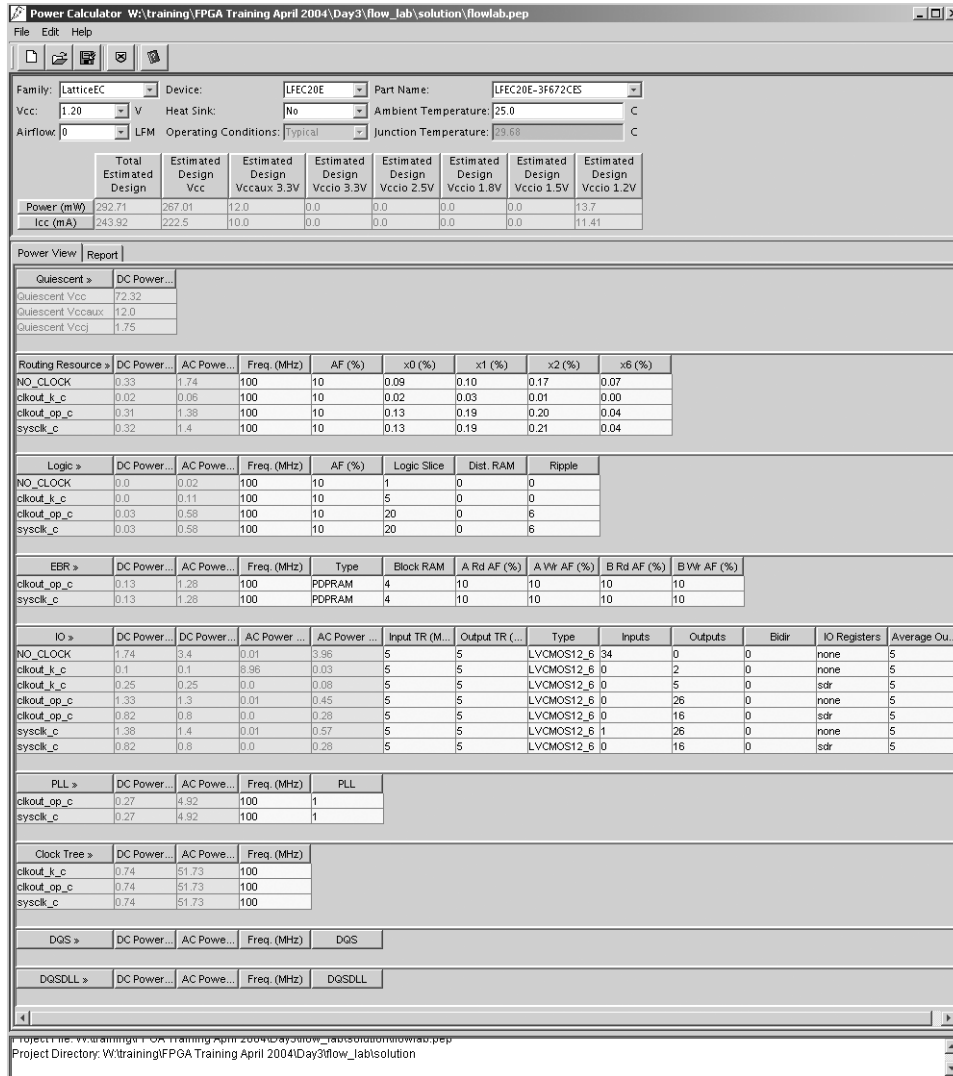 Power Calculator W:\training\FPGA Training April 2004\Day3\flow_lab\solution\flowlab.pep
File Edit Help
Family: LatticeEC Device: LFEC20E Part Name: LFEC20E-3F672CES
Vcc: 1.20 V Heat Sink: No Ambient Temperature: 25.0 C
Airflow: 0 LFM Operating Conditions: Typical Junction Temperature: 29.68 C
Total Estimated Design Estimated Design Vcc Estimated Design Vccaux 3.3V Estimated Design Vccio 3.3V Estimated Design Vccio 2.5V Estimated Design Vccio 1.8V Estimated Design Vccio 1.5V Estimated Design Vccio 1.2V
Power (mW) 292.71 267.01 12.0 0.0 0.0 0.0 0.0 13.7
Icc (mA) 243.92 222.5 10.0 0.0 0.0 0.0 0.0 11.41
Power View Report
Quiescent » DC Power...
Quiescent Vcc 72.32
Quiescent Vccaux 12.0
Quiescent Vccj 1.75
Routing Resource » DC Power... AC Powe... Freq. (MHz) AF (%) x0 (%) x1 (%) x2 (%) x6 (%)
NO_CLOCK 0.33 1.74 100 10 0.09 0.10 0.17 0.07
clkout_k_c 0.02 0.06 100 10 0.02 0.03 0.01 0.00
clkout_op_c 0.31 1.38 100 10 0.13 0.19 0.20 0.04
sysclk_c 0.32 1.4 100 10 0.13 0.19 0.21 0.04
Logic » DC Power... AC Powe... Freq. (MHz) AF (%) Logic Slice Dist. RAM Ripple
NO_CLOCK 0.0 0.02 100 10 1 0 0
clkout_k_c 0.0 0.11 100 10 5 0 0
clkout_op_c 0.03 0.58 100 10 20 0 6
sysclk_c 0.03 0.58 100 10 20 0 6
EBR » DC Power... AC Powe... Freq. (MHz) Type Block RAM A Rd AF (%) A Wr AF (%) B Rd AF (%) B Wr AF (%)
clkout_op_c 0.13 1.28 100 PDPRAM 4 10 10 10 10
sysclk_c 0.13 1.28 100 PDPRAM 4 10 10 10 10
IO » DC Power... DC Power... AC Power ... AC Power ... Input TR (M... Output TR (... Type Inputs Outputs Bidir IO Registers Average Ou...
NO_CLOCK 1.74 3.4 0.01 3.96 5 5 LVCMOS12_6 34 0 0 none 5
clkout_k_c 0.1 0.1 8.96 0.03 5 5 LVCMOS12_6 0 2 0 none 5
clkout_k_c 0.25 0.25 0.0 0.08 5 5 LVCMOS12_6 0 5 0 sdr 5
clkout_op_c 1.33 1.3 0.01 0.45 5 5 LVCMOS12_6 0 26 0 none 5
clkout_op_c 0.82 0.8 0.0 0.28 5 5 LVCMOS12_6 0 16 0 sdr 5
sysclk_c 1.38 1.4 0.01 0.57 5 5 LVCMOS12_6 1 26 0 none 5
sysclk_c 0.82 0.8 0.0 0.28 5 5 LVCMOS12_6 0 16 0 sdr 5
PLL » DC Power... AC Powe... Freq. (MHz) PLL
clkout_op_c 0.27 4.92 100 1
sysclk_c 0.27 4.92 100 1
Clock Tree » DC Power... AC Powe... Freq. (MHz)
clkout_k_c 0.74 51.73 100
clkout_op_c 0.74 51.73 100
sysclk_c 0.74 51.73 100
DQS » DC Power... AC Powe... Freq. (MHz) DQS
DQSDLL » DC Power... AC Powe... Freq. (MHz) DQSDLL
Project File: W:\training\FPGA Training April 2004\Day3\flow_lab\solution\flowlab.pep
Project Directory: W:\training\FPGA Training April 2004\Day3\flow_lab\solution